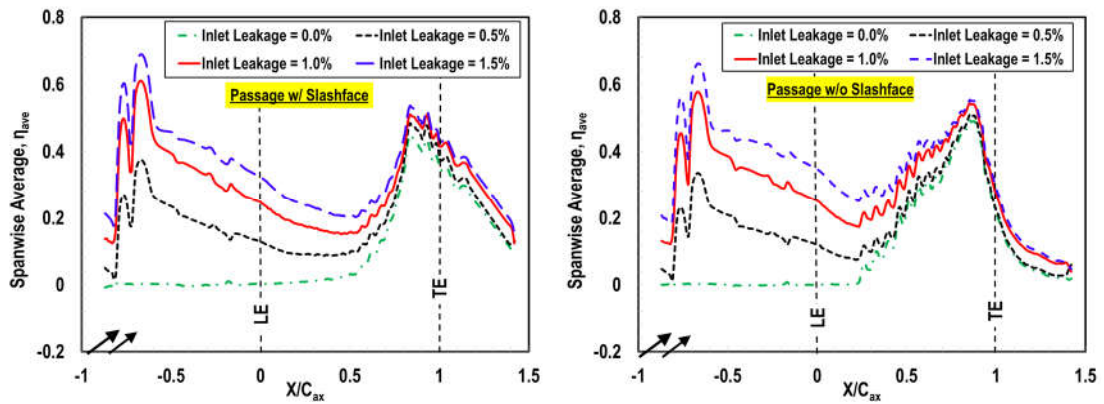 0.8
0.6
0.4
0.2
0
-0.2
Spanwise Average, ηave
Inlet Leakage = 0.0%
Inlet Leakage = 0.5%
Inlet Leakage = 1.0%
Inlet Leakage = 1.5%
Passage w/ Slashface
LE
TE
-1
-0.5
0
0.5
1
1.5
X/Cax
0.8
0.6
0.4
0.2
0
-0.2
Spanwise Average, ηave
Inlet Leakage = 0.0%
Inlet Leakage = 0.5%
Inlet Leakage = 1.0%
Inlet Leakage = 1.5%
Passage w/o Slashface
LE
TE
-1
-0.5
0
0.5
1
1.5
X/Cax